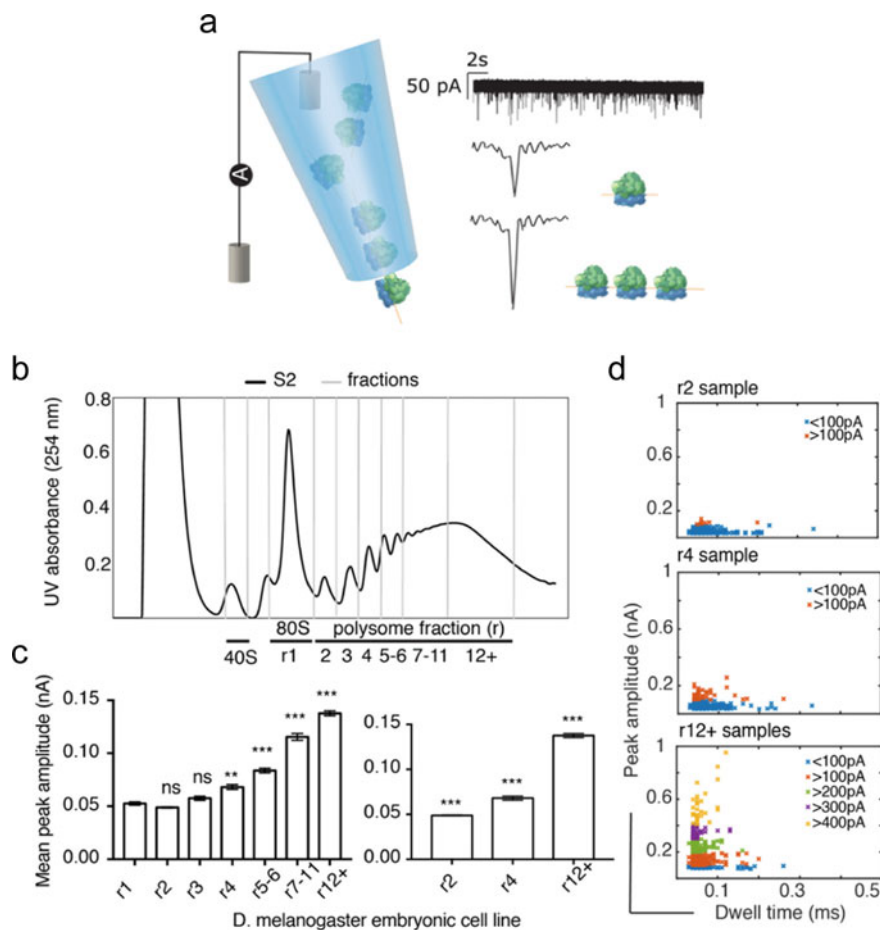 a
2s
50 pA
A
b
S2 fractions
UV absorbance (254 nm)
0.8
0.6
0.4
0.2
80S polysome fraction (r)
40S r1 2 3 4 5-6 7-11 12+
c
Mean peak amplitude (nA)
0.15
0.10
0.05
0.00
ns ns ** *** *** ***
r1 r2 r3 r4 r5-6 r7-11 r12+
0.15
0.10
0.05
0.00
*** *** ***
r2 r4 r12+
D. melanogaster embryonic cell line
d
r2 sample
1
0.6
0.2
<100pA
>100pA
r4 sample
1
0.6
0.2
<100pA
>100pA
r12+ samples
1
0.6
0.2
<100pA
>100pA
>200pA
>300pA
>400pA
Peak amplitude (nA)
0.1 0.3 0.5
Dwell time (ms)